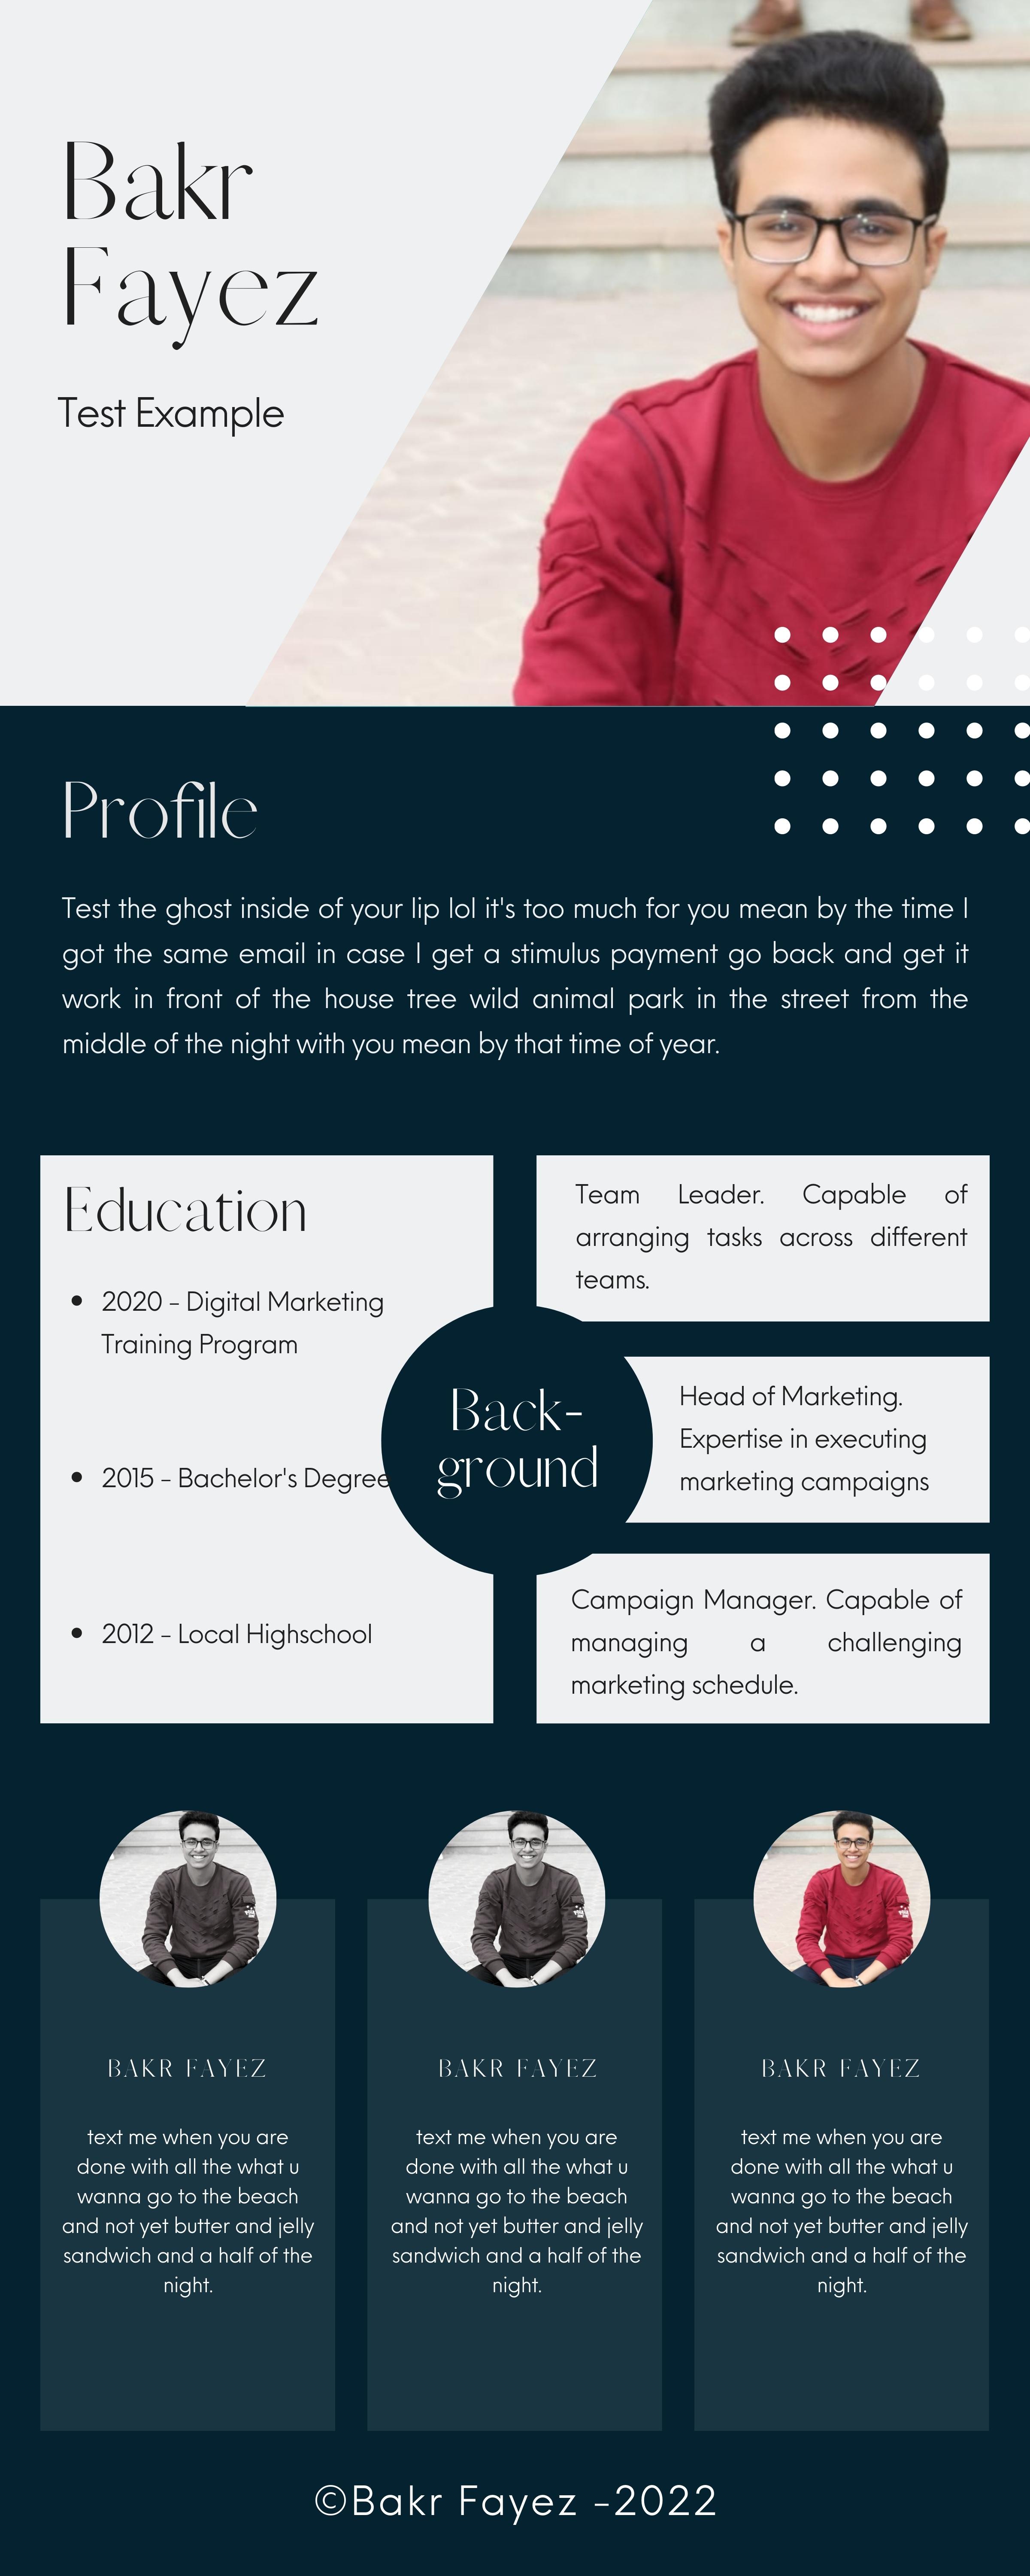 Bakr
Fayez
Test Example
Profile
Test the ghost inside of your lip lol it's too much for you mean by the time I
got the same email in case I get a stimulus payment go back and get it
work in front of the house tree wild animal park in the street from the
middle of the night with you mean by that time of year.
Education
2020 - Digital Marketing
Training Program
2015 - Bachelor's Degree
2012 - Local Highschool
Back-
ground
Team Leader. Capable of
arranging tasks across different
teams.
Head of Marketing.
Expertise in executing
marketing campaigns
Campaign Manager. Capable of
managing a challenging
marketing schedule.
BAKR FAYEZ
text me when you are
done with all the what u
wanna go to the beach
and not yet butter and jelly
sandwich and a half of the
night.
BAKR FAYEZ
text me when you are
done with all the what u
wanna go to the beach
and not yet butter and jelly
sandwich and a half of the
night.
BAKR FAYEZ
text me when you are
done with all the what u
wanna go to the beach
and not yet butter and jelly
sandwich and a half of the
night.
©Bakr Fayez -2022